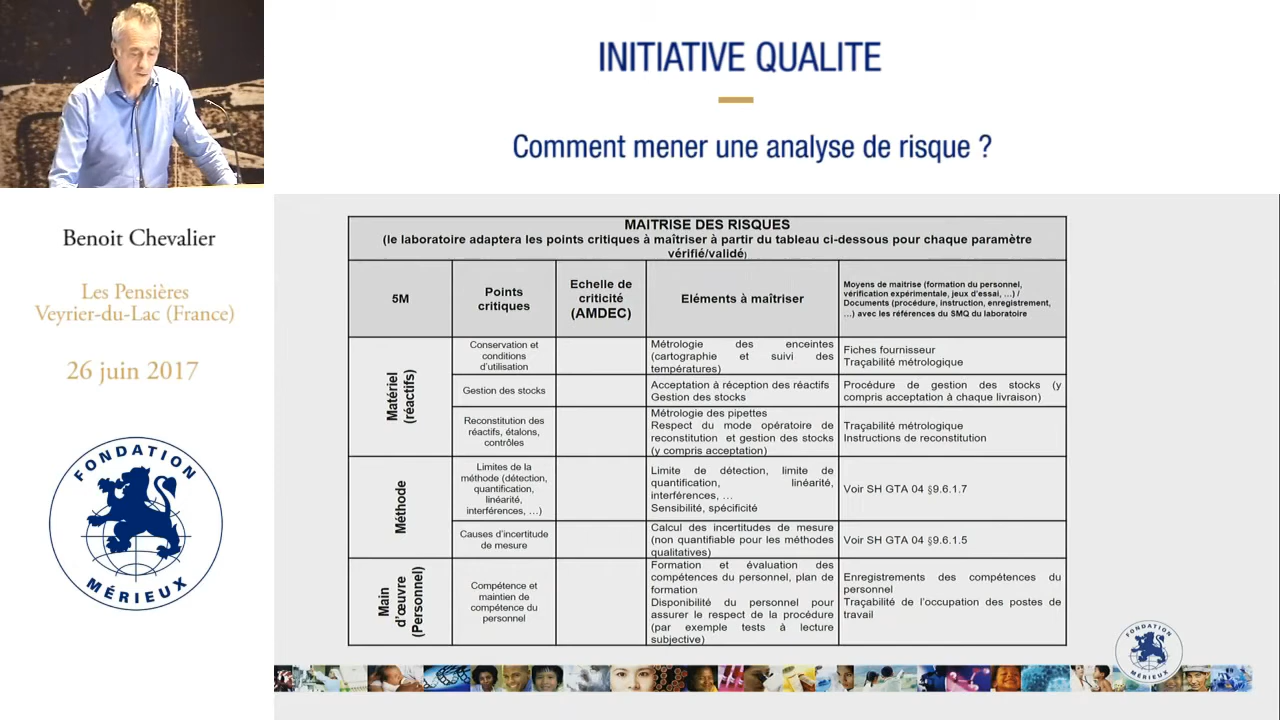 INITIATIVE QUALITE
Comment mener une analyse de risque ?
Benoit Chevalier
Les Pensières
Veyrier-du-Lac (France)
26 juin 2017
FONDATION
MÉRIEUX
MAITRISE DES RISQUES
(le laboratoire adaptera les points critiques à maîtriser à partir du tableau ci-dessous pour chaque paramètre
vérifié/validé)
5M
Points
critiques
Echelle de
criticité
(AMDEC)
Eléments à maîtriser
Moyens de maitrise (formation du personnel,
vérification expérimentale, jeux d'essai, …) /
Documents (procédure, instruction, enregistrement,
…) avec les références du SMQ du laboratoire
Matériel
(réactifs)
Conservation et
conditions
d'utilisation
Métrologie des enceintes
(cartographie et suivi des
températures)
Fiches fournisseur
Traçabilité métrologique
Gestion des stocks
Acceptation à réception des réactifs
Gestion des stocks
Procédure de gestion des stocks (y
compris acceptation à chaque livraison)
Reconstitution des
réactifs, étalons,
contrôles
Métrologie des pipettes
Respect du mode opératoire de
reconstitution et gestion des stocks
(y compris acceptation)
Traçabilité métrologique
Instructions de reconstitution
Méthode
Limites de la
méthode (détection,
quantification,
linéarité,
interférences, …)
Limite de détection, limite de
quantification, linéarité,
interférences, …
Sensibilité, spécificité
Voir SH GTA 04 §9.6.1.7
Causes d'incertitude
de mesure
Calcul des incertitudes de mesure
(non quantifiable pour les méthodes
qualitatives)
Voir SH GTA 04 §9.6.1.5
Main
d'œuvre
(Personnel)
Compétence et
maintien de
compétence du
personnel
Formation et évaluation des
compétences du personnel, plan de
formation
Disponibilité du personnel pour
assurer le respect de la procédure
(par exemple tests à lecture
subjective)
Enregistrements des compétences du
personnel
Traçabilité de l'occupation des postes de
travail
FONDATION
MÉRIEUX